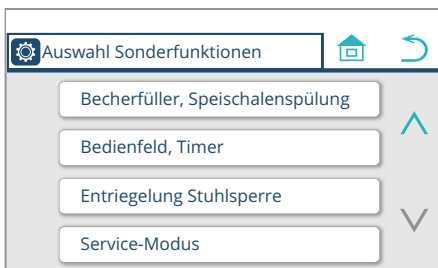 Auswahl Sonderfunktionen
Becherfüller, Speischalenspülung
Bedienfeld, Timer
Entriegelung Stuhlsperre
Service-Modus